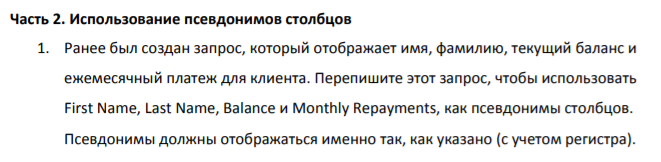 Часть 2. Использование псевдонимов столбцов
1. Ранее был создан запрос, который отображает имя, фамилию, текущий баланс и
ежемесячный платеж для клиента. Перепишите этот запрос, чтобы использовать
First Name, Last Name, Balance и Monthly Repayments, как псевдонимы столбцов.
Псевдонимы должны отображаться именно так, как указано (с учетом регистра).